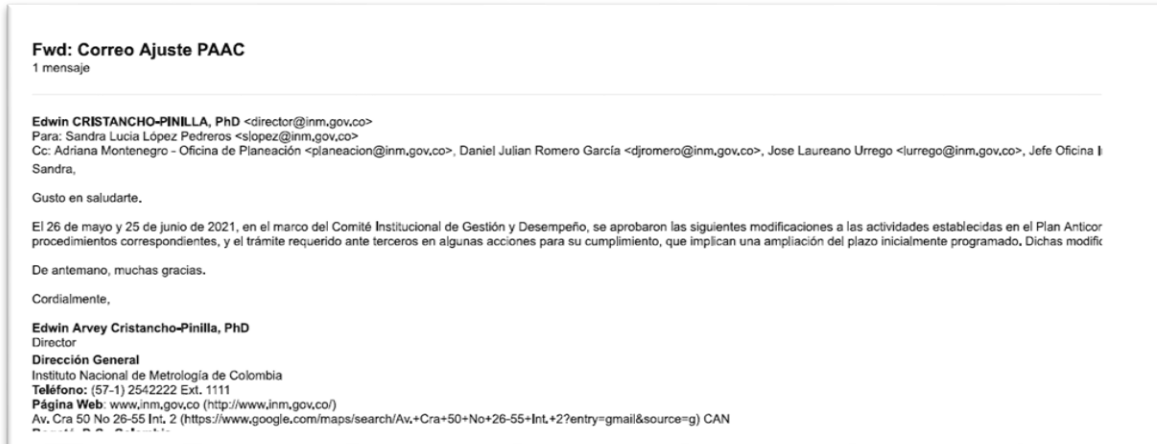 Fwd: Correo Ajuste PAAC
1 mensaje
Edwin CRISTANCHO-PINILLA, PhD <director@inm.gov.co>
Para: Sandra Lucia López Pedreros <slopez@inm.gov.co>
Cc: Adriana Montenegro - Oficina de Planeación <planeacion@inm.gov.co>, Daniel Julian Romero García <djromero@inm.gov.co>, Jose Laureano Urrego <lurrego@inm.gov.co>, Jefe Oficina
Sandra,
Gusto en saludarte.
El 26 de mayo y 25 de junio de 2021, en el marco del Comité Institucional de Gestión y Desempeño, se aprobaron las siguientes modificaciones a las actividades establecidas en el Plan Anticor
procedimientos correspondientes, y el trámite requerido ante terceros en algunas acciones para su cumplimiento, que implican una ampliación del plazo inicialmente programado. Dichas modific
De antemano, muchas gracias.
Cordialmente,
Edwin Arvey Cristancho-Pinilla, PhD
Director
Dirección General
Instituto Nacional de Metrología de Colombia
Teléfono: (57-1) 2542222 Ext. 1111
Página Web: www.inm.gov.co (http://www.inm.gov.co/)
Av. Cra 50 No 26-55 Int. 2 (https://www.google.com/maps/search/Av.+Cra+50+No+26-55+Int.+2?entry=gmail&source=g) CAN